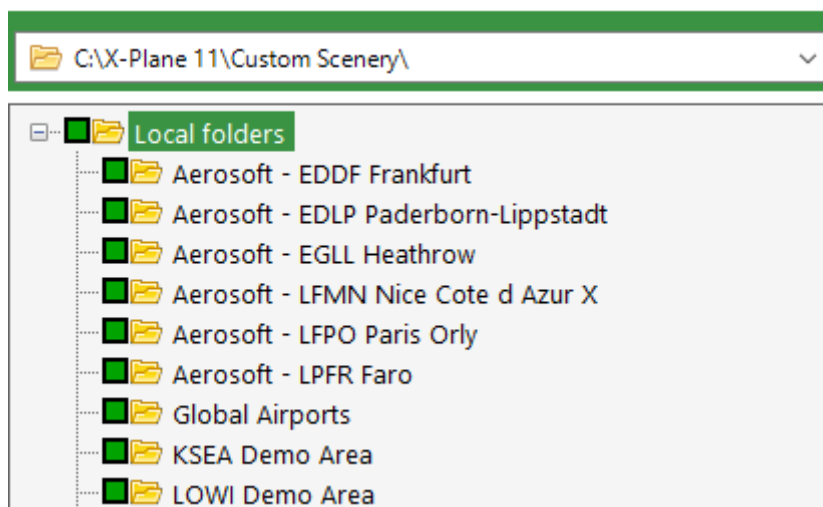 C:\X-Plane 11\Custom Scenery\
Local folders
Aerosoft - EDDF Frankfurt
Aerosoft - EDLP Paderborn-Lippstadt
Aerosoft - EGLL Heathrow
Aerosoft - LFMN Nice Cote d Azur X
Aerosoft - LFPO Paris Orly
Aerosoft - LPFR Faro
Global Airports
KSEA Demo Area
LOWI Demo Area